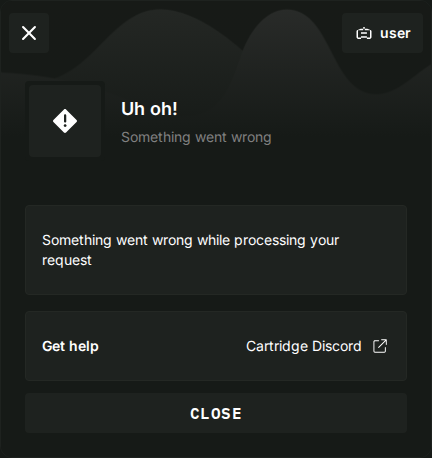 user
Uh oh!
Something went wrong
Something went wrong while processing your
request
Get help
Cartridge Discord
CLOSE